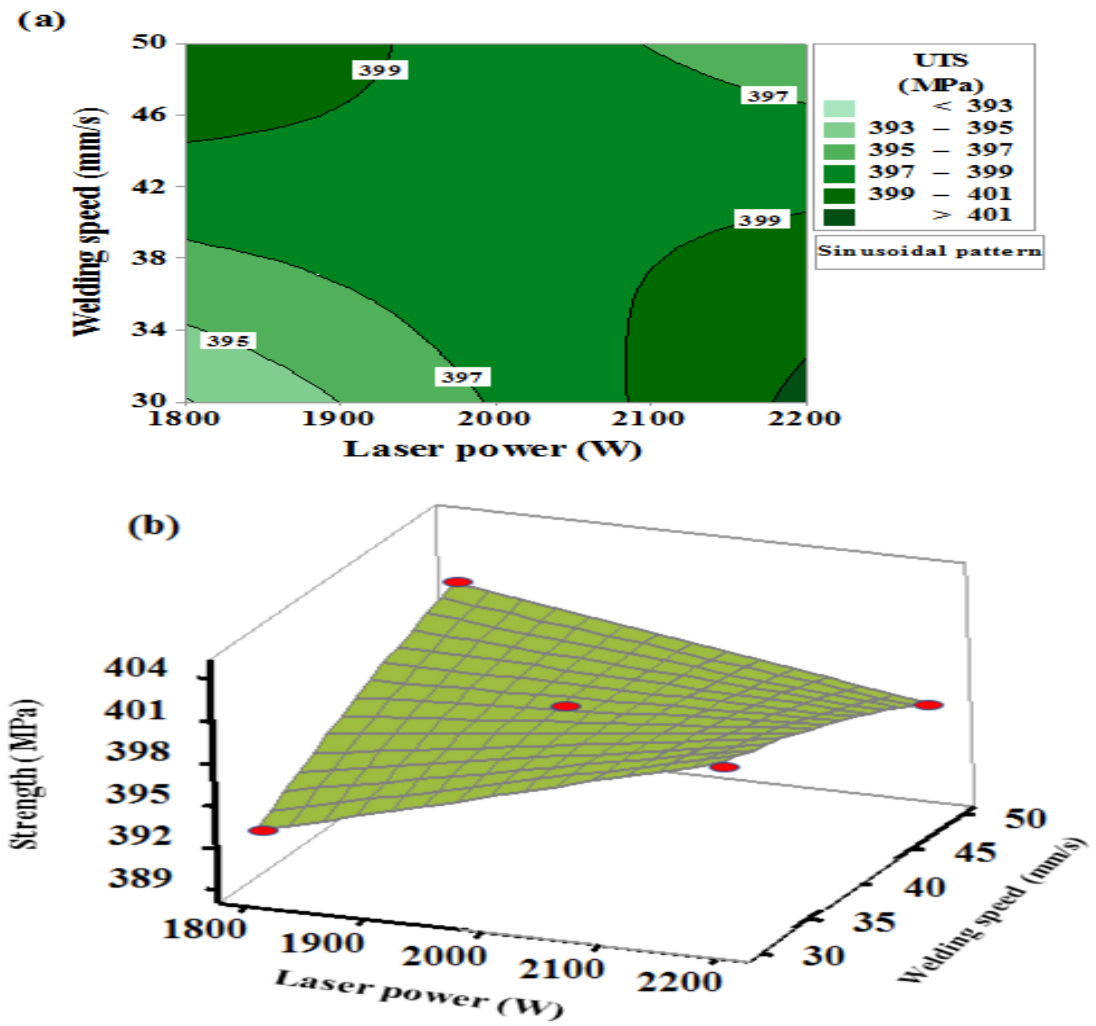 (a)
50
46
42
38
34
30
Welding speed (mm/s)
399
397
399
395
397
1800 1900 2000 2100 2200
Laser power (W)
UTS
(MPa)
< 393
393 – 395
395 – 397
397 – 399
399 – 401
> 401
Sinusoidal pattern
(b)
404
401
398
395
392
389
Strength (MPa)
1800 1900 2000 2100 2200
Laser power (W)
50
45
40
35
30
Welding speed (mm/s)